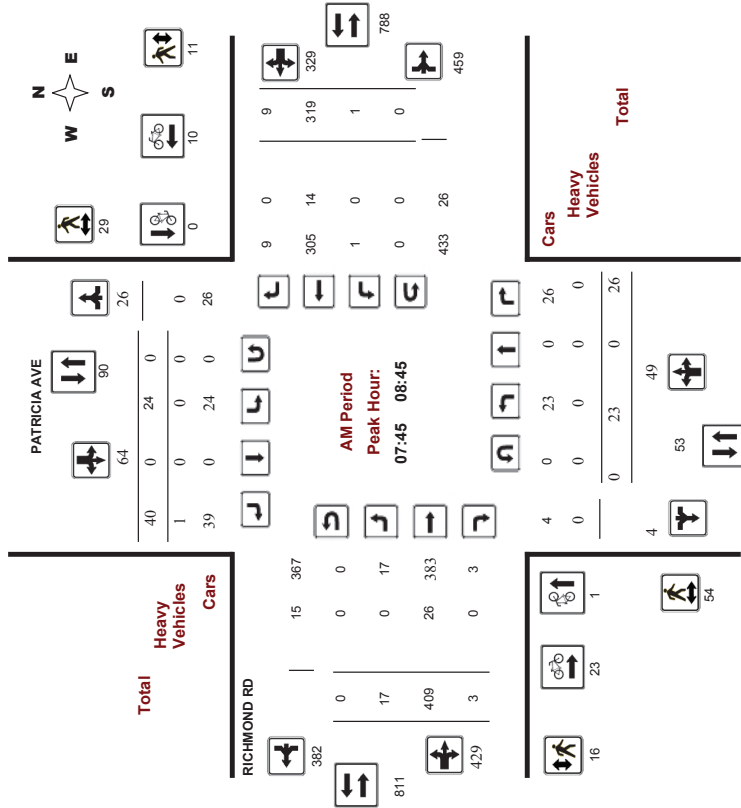 N
W E
S
29
11
0
10
PATRICIA AVE
64
90
26
40 0 24 0
1 0 0 0 0
39 0 24 0 26
Total
Heavy
Vehicles
Cars
9 0 9
305 14 319
1 0 1
0 0 0
433 26
329
788
459
AM Period
Peak Hour:
07:45 08:45
RICHMOND RD
382
811
429
15 367
0 0 0
17 0 17
409 26 383
3 0 3
Cars
Heavy
Vehicles
Total
4 0 23 0 26
0 0 0 0 0
0 23 0 26
4
53
49
16
23
1
54